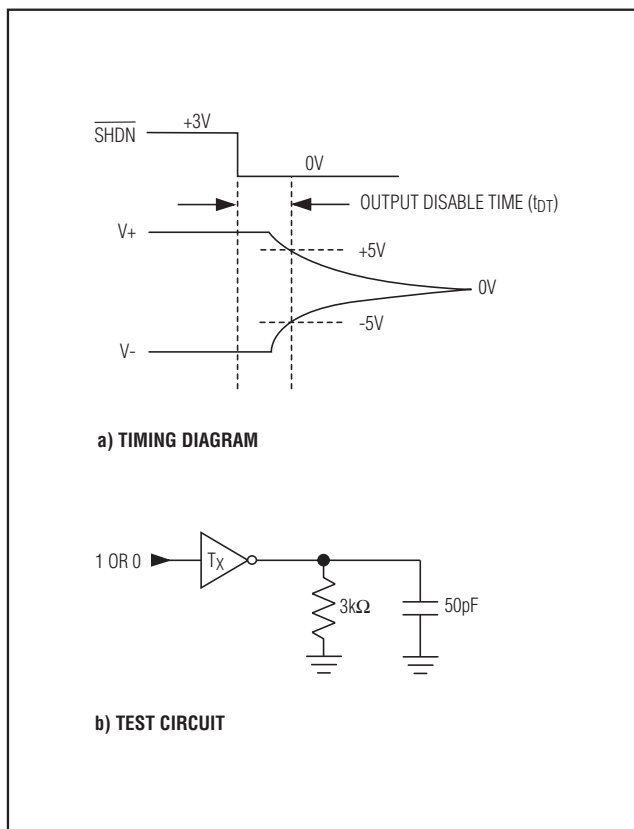 +3V
S̅H̅D̅N̅
0V
OUTPUT DISABLE TIME (tDT)
V+
+5V
0V
-5V
V-
a) TIMING DIAGRAM
1 OR 0
TX
3kΩ
50pF
b) TEST CIRCUIT